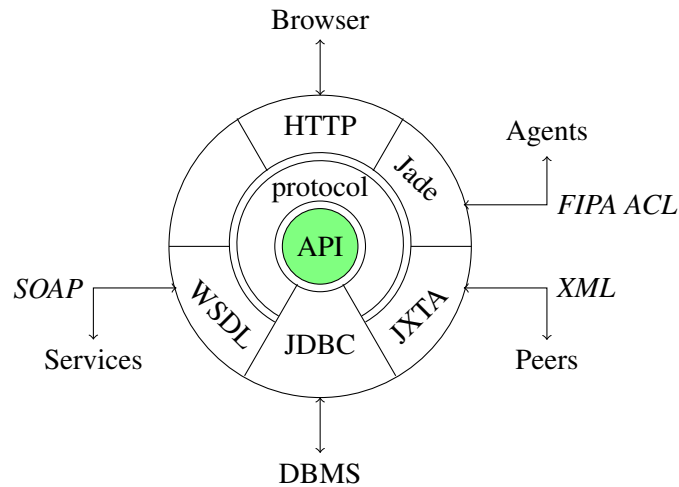 Browser
HTTP
Agents
Jade
protocol
FIPA ACL
API
SOAP
XML
WSDL
JXTA
JDBC
Services
Peers
DBMS